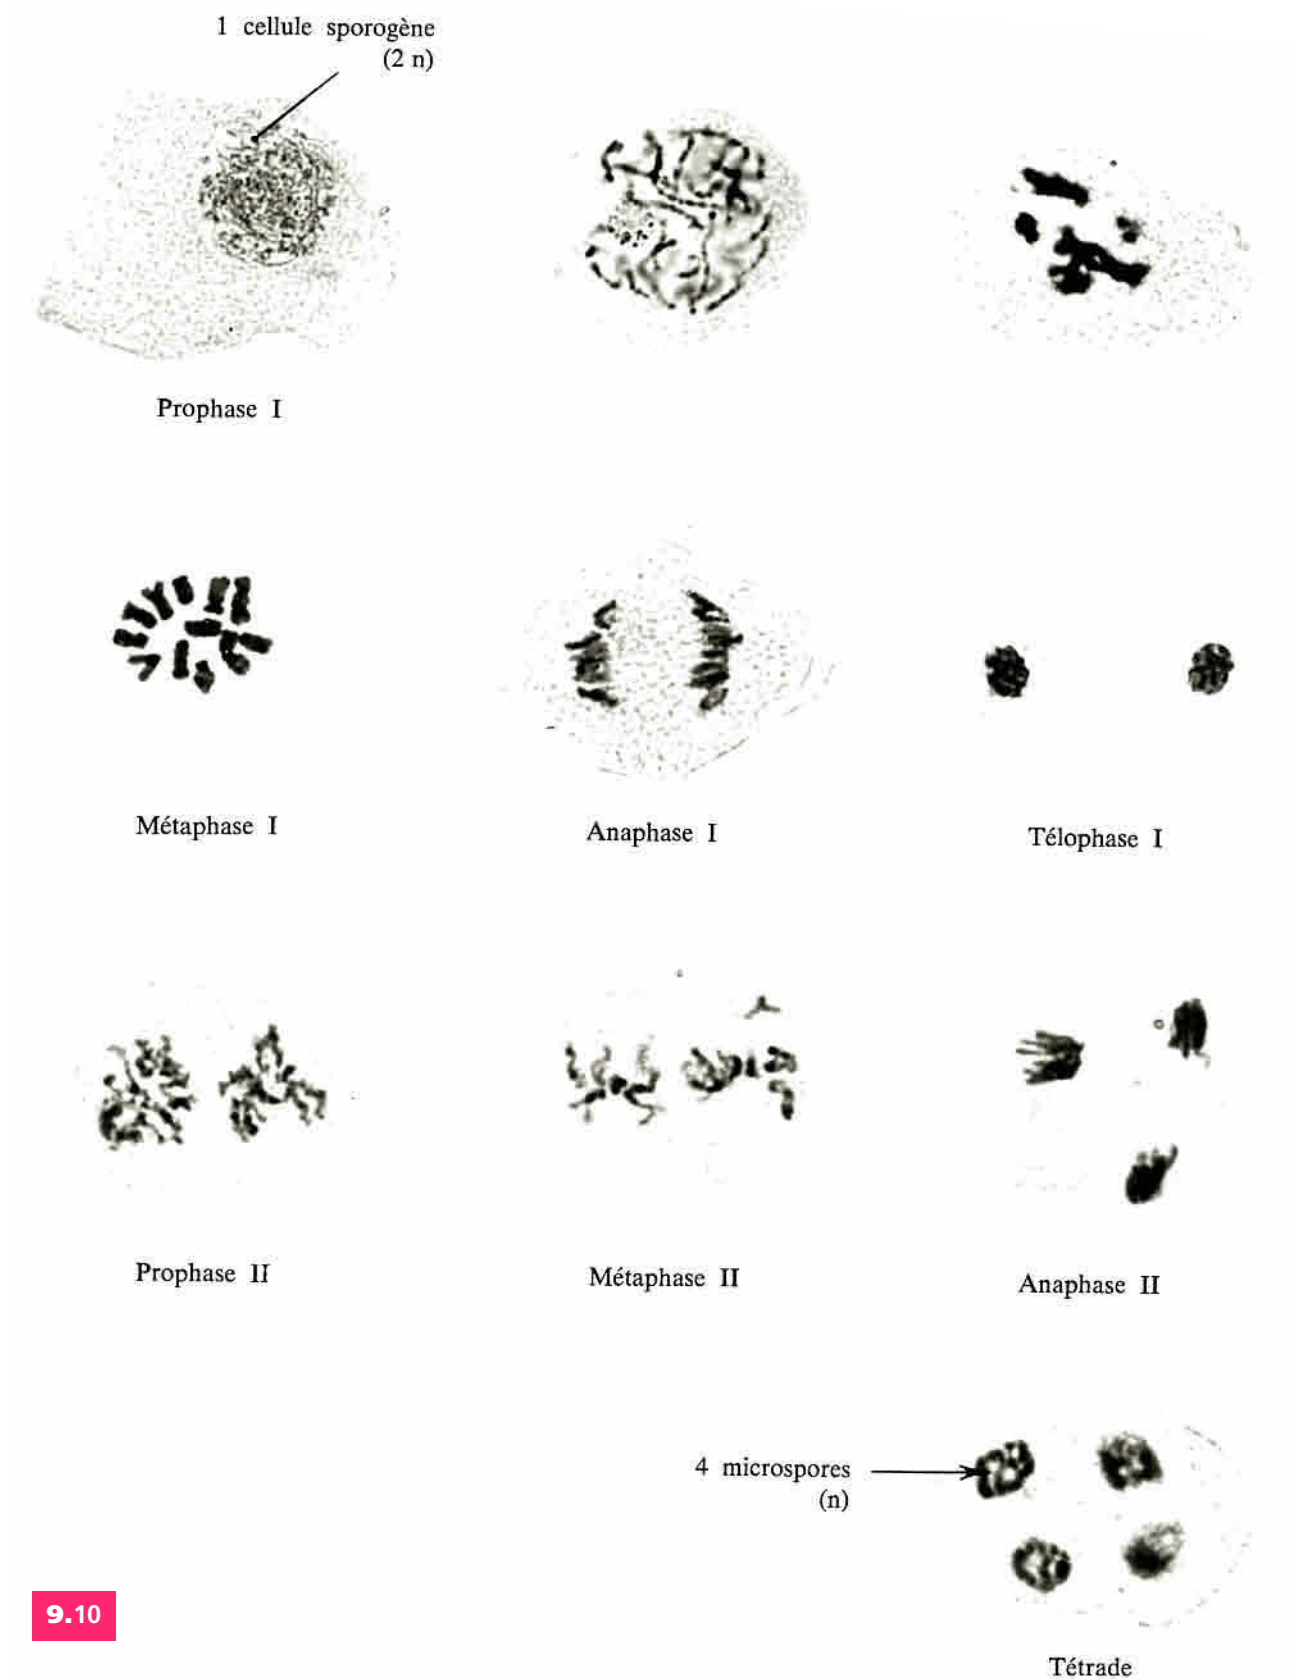 1 cellule sporogène
(2 n)
Prophase I
Métaphase I
Anaphase I
Télophase I
Prophase II
Métaphase II
Anaphase II
4 microspores
(n)
9.10
Tétrade